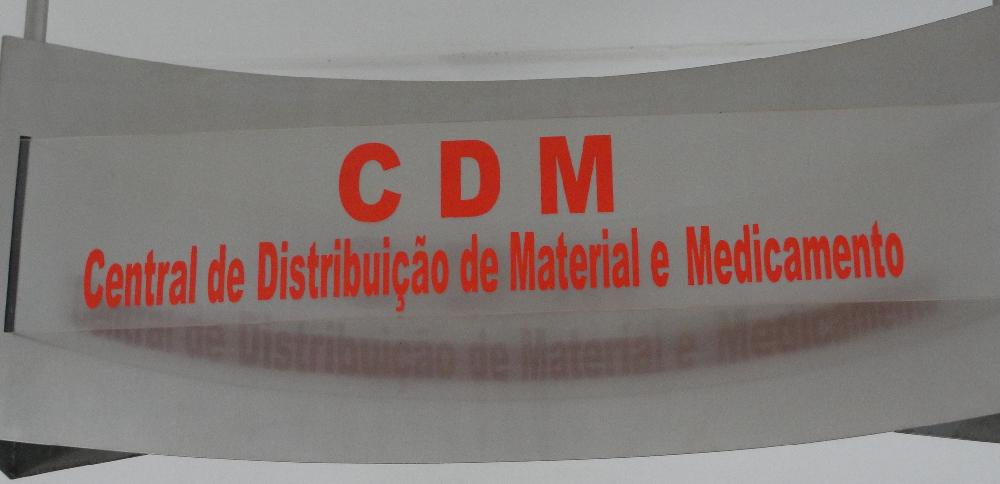 C D M
Central de Distribuição de Material e Medicamento